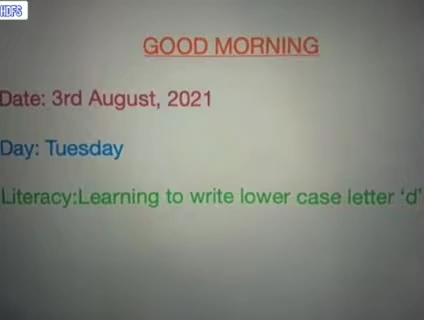 HDFS
GOOD MORNING
Date: 3rd August, 2021
Day: Tuesday
Literacy:Learning to write lower case letter ‘d’